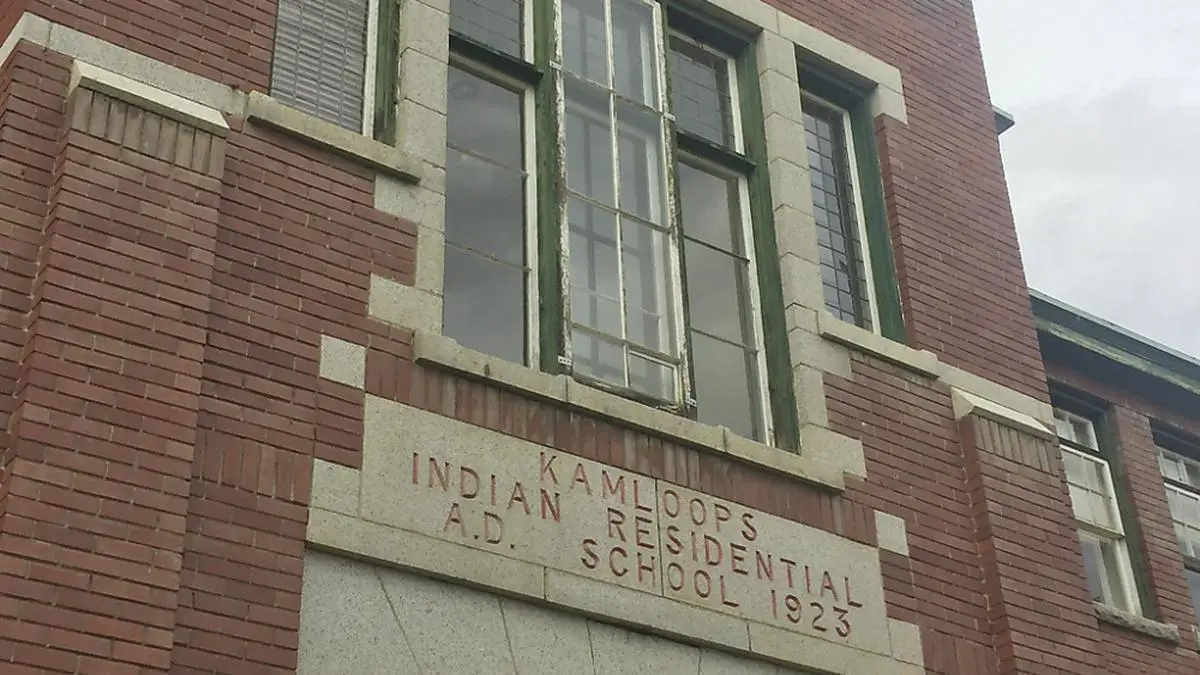 KAMLOOPS
INDIAN RESIDENTIAL
A.D. SCHOOL 1923